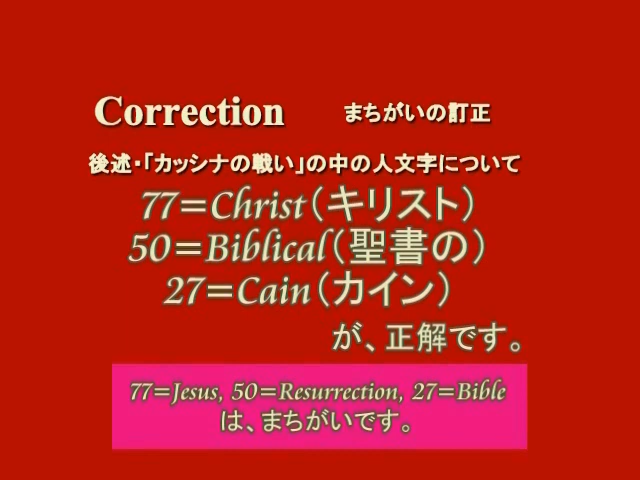 Correction まちがいの訂正
後述・「カッシナの戦い」の中の人文字について
77=Christ（キリスト）
50=Biblical（聖書の）
27=Cain（カイン）
が、正解です。
77=Jesus, 50=Resurrection, 27=Bible
は、まちがいです。